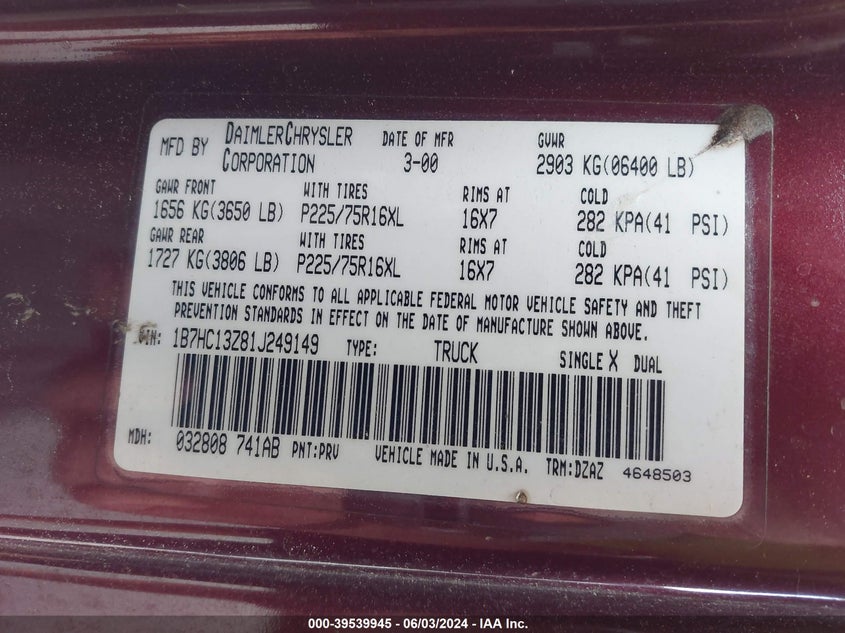 MFD BY DAIMLERCHRYSLER CORPORATION DATE OF MFR 3-00 GVWR 2903 KG(06400 LB)
GAWR FRONT WITH TIRES RIMS AT COLD
1656 KG(3650 LB) P225/75R16XL 16X7 282 KPA(41 PSI)
GAWR REAR WITH TIRES RIMS AT COLD
1727 KG(3806 LB) P225/75R16XL 16X7 282 KPA(41 PSI)
THIS VEHICLE CONFORMS TO ALL APPLICABLE FEDERAL MOTOR VEHICLE SAFETY AND THEFT
PREVENTION STANDARDS IN EFFECT ON THE DATE OF MANUFACTURE SHOWN ABOVE.
VIN: 1B7HC13Z81J249149 TYPE: TRUCK SINGLE X DUAL
MDH: 032808 741AB PNT:PRV VEHICLE MADE IN U.S.A. TRM:DZAZ 4648503
000-39539945 - 06/03/2024 - IAA Inc.